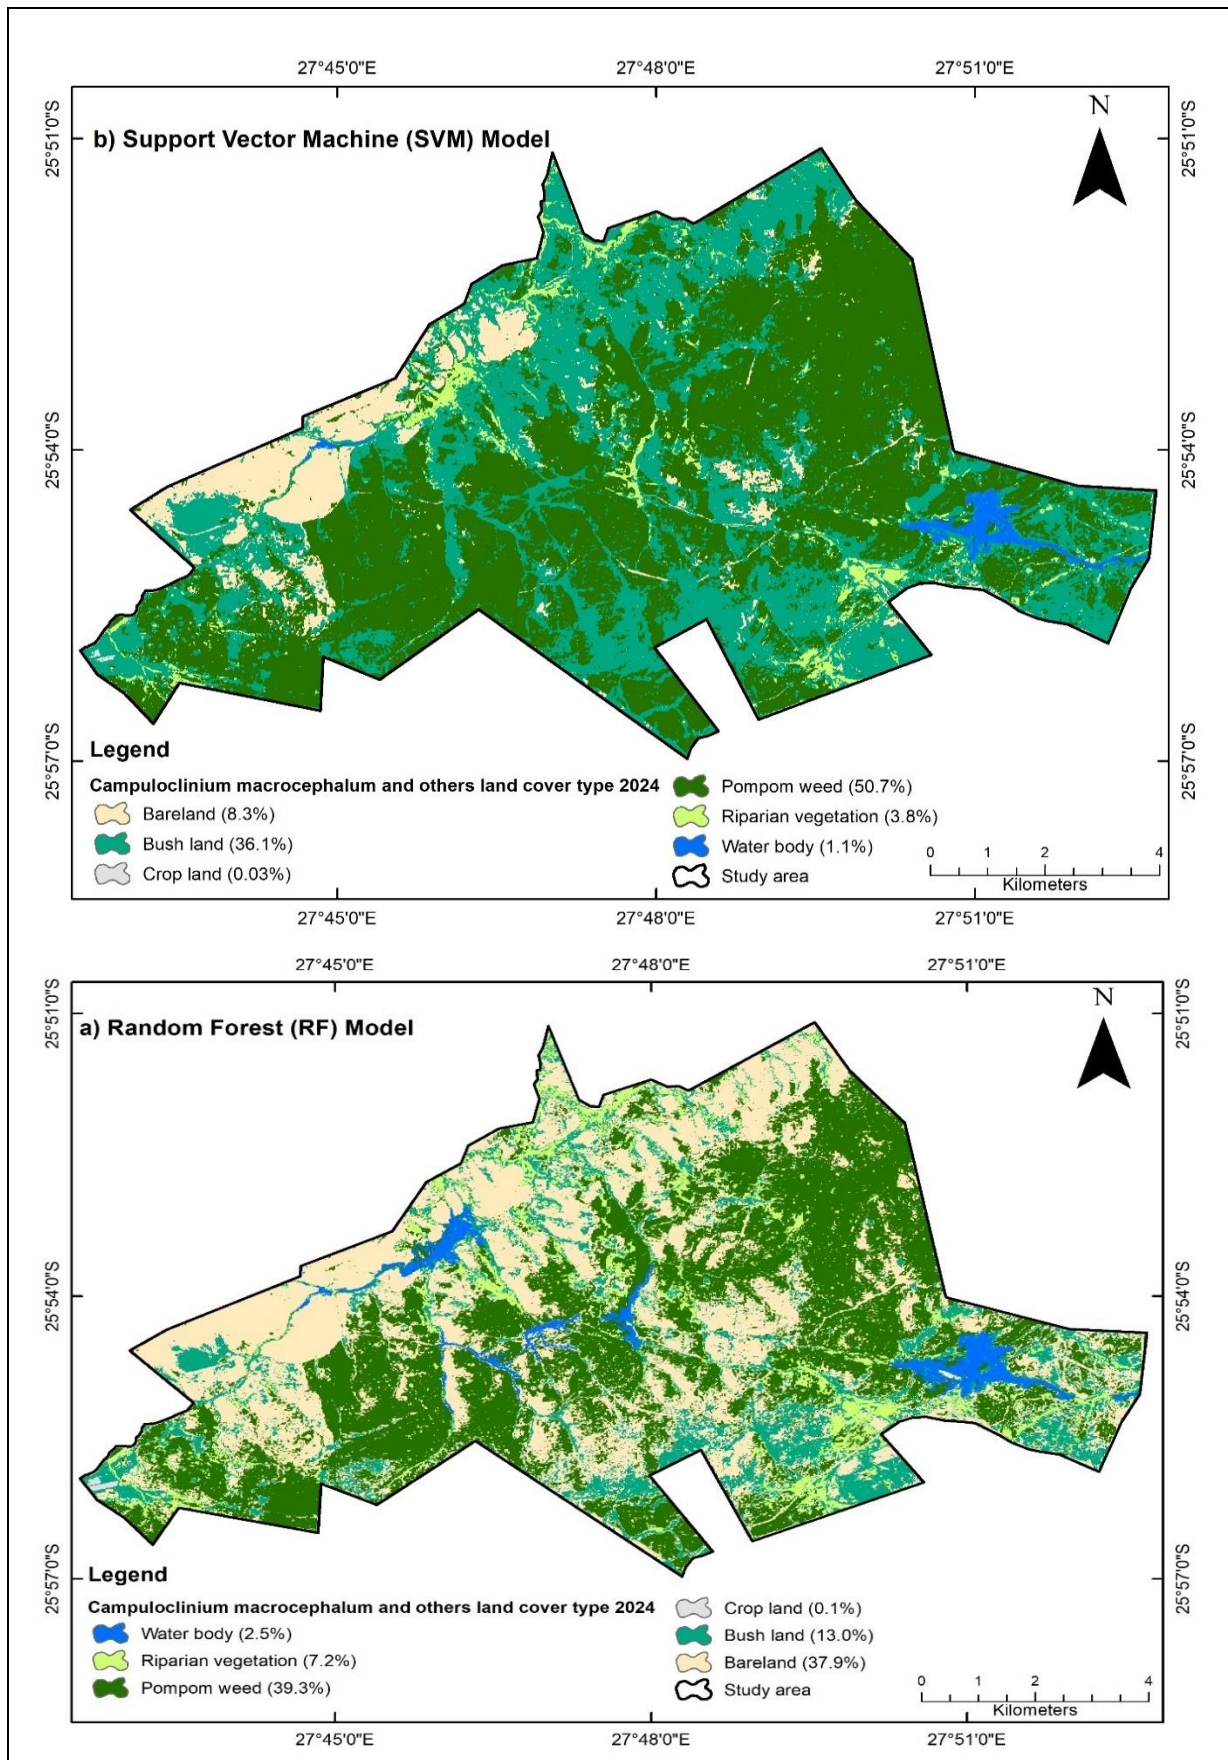 27°45'0"E 27°48'0"E 27°51'0"E
N
25°51'0"S 25°51'0"S
b) Support Vector Machine (SVM) Model
25°54'0"S 25°54'0"S
25°57'0"S 25°57'0"S
Legend
Campuloclinium macrocephalum and others land cover type 2024
Bareland (8.3%)
Bush land (36.1%)
Crop land (0.03%)
Pompom weed (50.7%)
Riparian vegetation (3.8%)
Water body (1.1%)
Study area
0 1 2 4
Kilometers
27°45'0"E 27°48'0"E 27°51'0"E
27°45'0"E 27°48'0"E 27°51'0"E
N
25°51'0"S 25°51'0"S
a) Random Forest (RF) Model
25°54'0"S 25°54'0"S
25°57'0"S 25°57'0"S
Legend
Campuloclinium macrocephalum and others land cover type 2024
Water body (2.5%)
Riparian vegetation (7.2%)
Pompom weed (39.3%)
Crop land (0.1%)
Bush land (13.0%)
Bareland (37.9%)
Study area
0 1 2 4
Kilometers
27°45'0"E 27°48'0"E 27°51'0"E